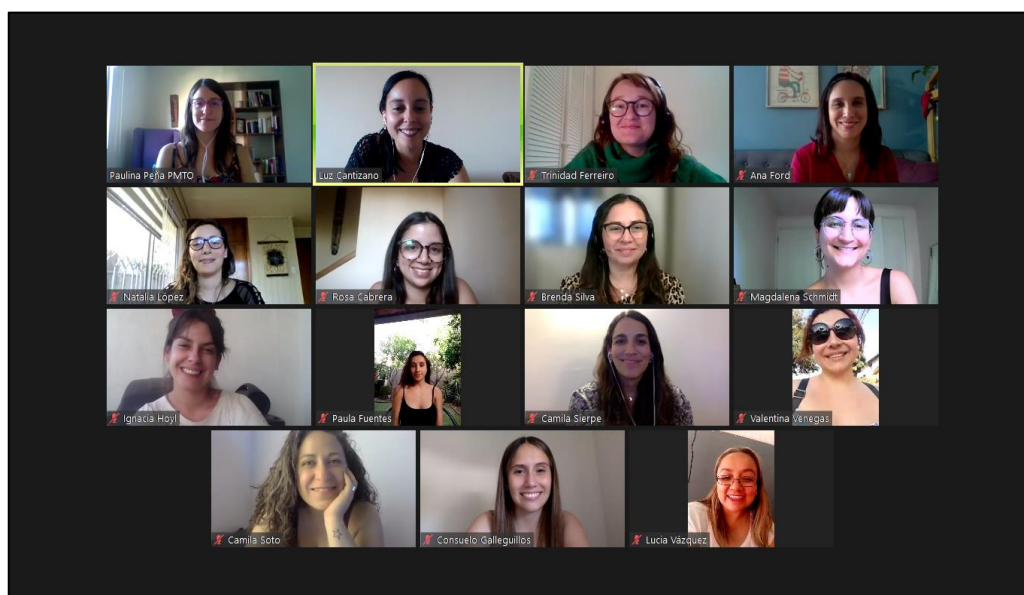 Paulina Peña PMTO
Luz Cantizano
Trinidad Ferreiro
Ana Ford
Natalia López
Rosa Cabrera
Brenda Silva
Magdalena Schmidt
Ignacia Hoyl
Paula Fuentes
Camila Sierpe
Valentina Venegas
Camila Soto
Consuelo Galleguillos
Lucia Vázquez